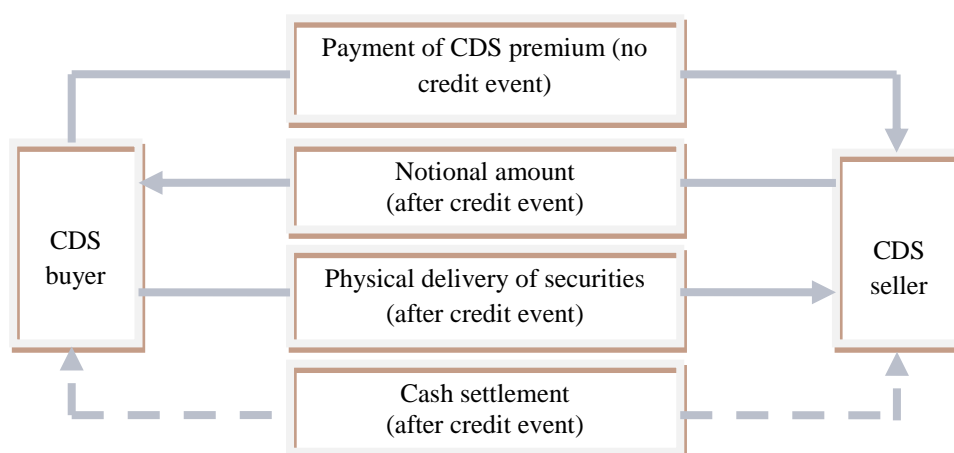 Payment of CDS premium (no
credit event)
Notional amount
(after credit event)
CDS
buyer
CDS
seller
Physical delivery of securities
(after credit event)
Cash settlement
(after credit event)